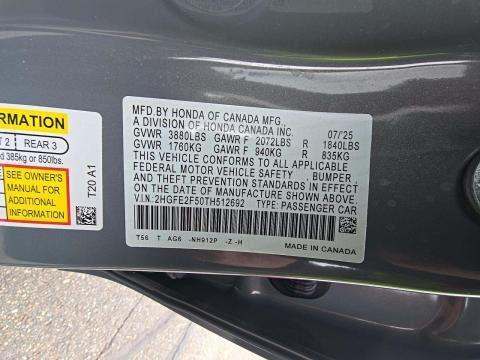 MFD BY HONDA OF CANADA MFG., 07/25
A DIVISION OF HONDA CANADA INC.
GVWR 3880LBS GAWR F 2072LBS R 1840LBS
GVWR 1760KG GAWR F 940KG R 835KG
THIS VEHICLE CONFORMS TO ALL APPLICABLE
FEDERAL MOTOR VEHICLE SAFETY, BUMPER
AND THEFT PREVENTION STANDARDS IN EFFECT
ON THE DATE OF MANUFACTURE SHOWN ABOVE.
V.I.N: 2HGFE2F50TH512692 TYPE: PASSENGER CAR
T56 T AG6 -NH912P -Z -H
MADE IN CANADA
ORMATION
T 2 REAR 3
d 385kg or 850lbs.
SEE OWNER'S
MANUAL FOR
ADDITIONAL
INFORMATION
T20 A1